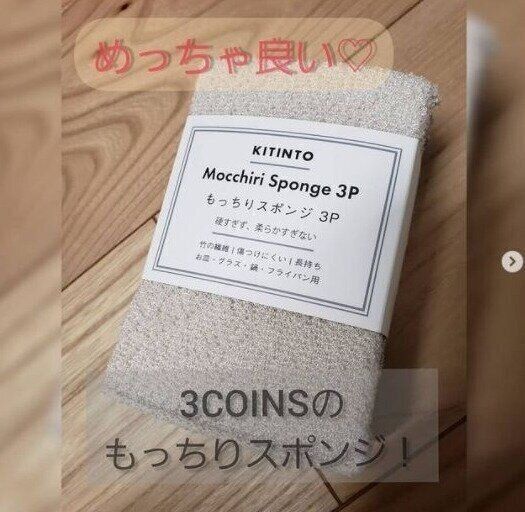 めっちゃ良い♡
KITINTO
Mocchiri Sponge 3P
もっちりスポンジ 3P
硬すぎず、柔らかすぎない
竹の繊維 | 傷つけにくい | 長持ち
お皿・グラス・鍋・フライパン用
3COINSの
もっちりスポンジ！